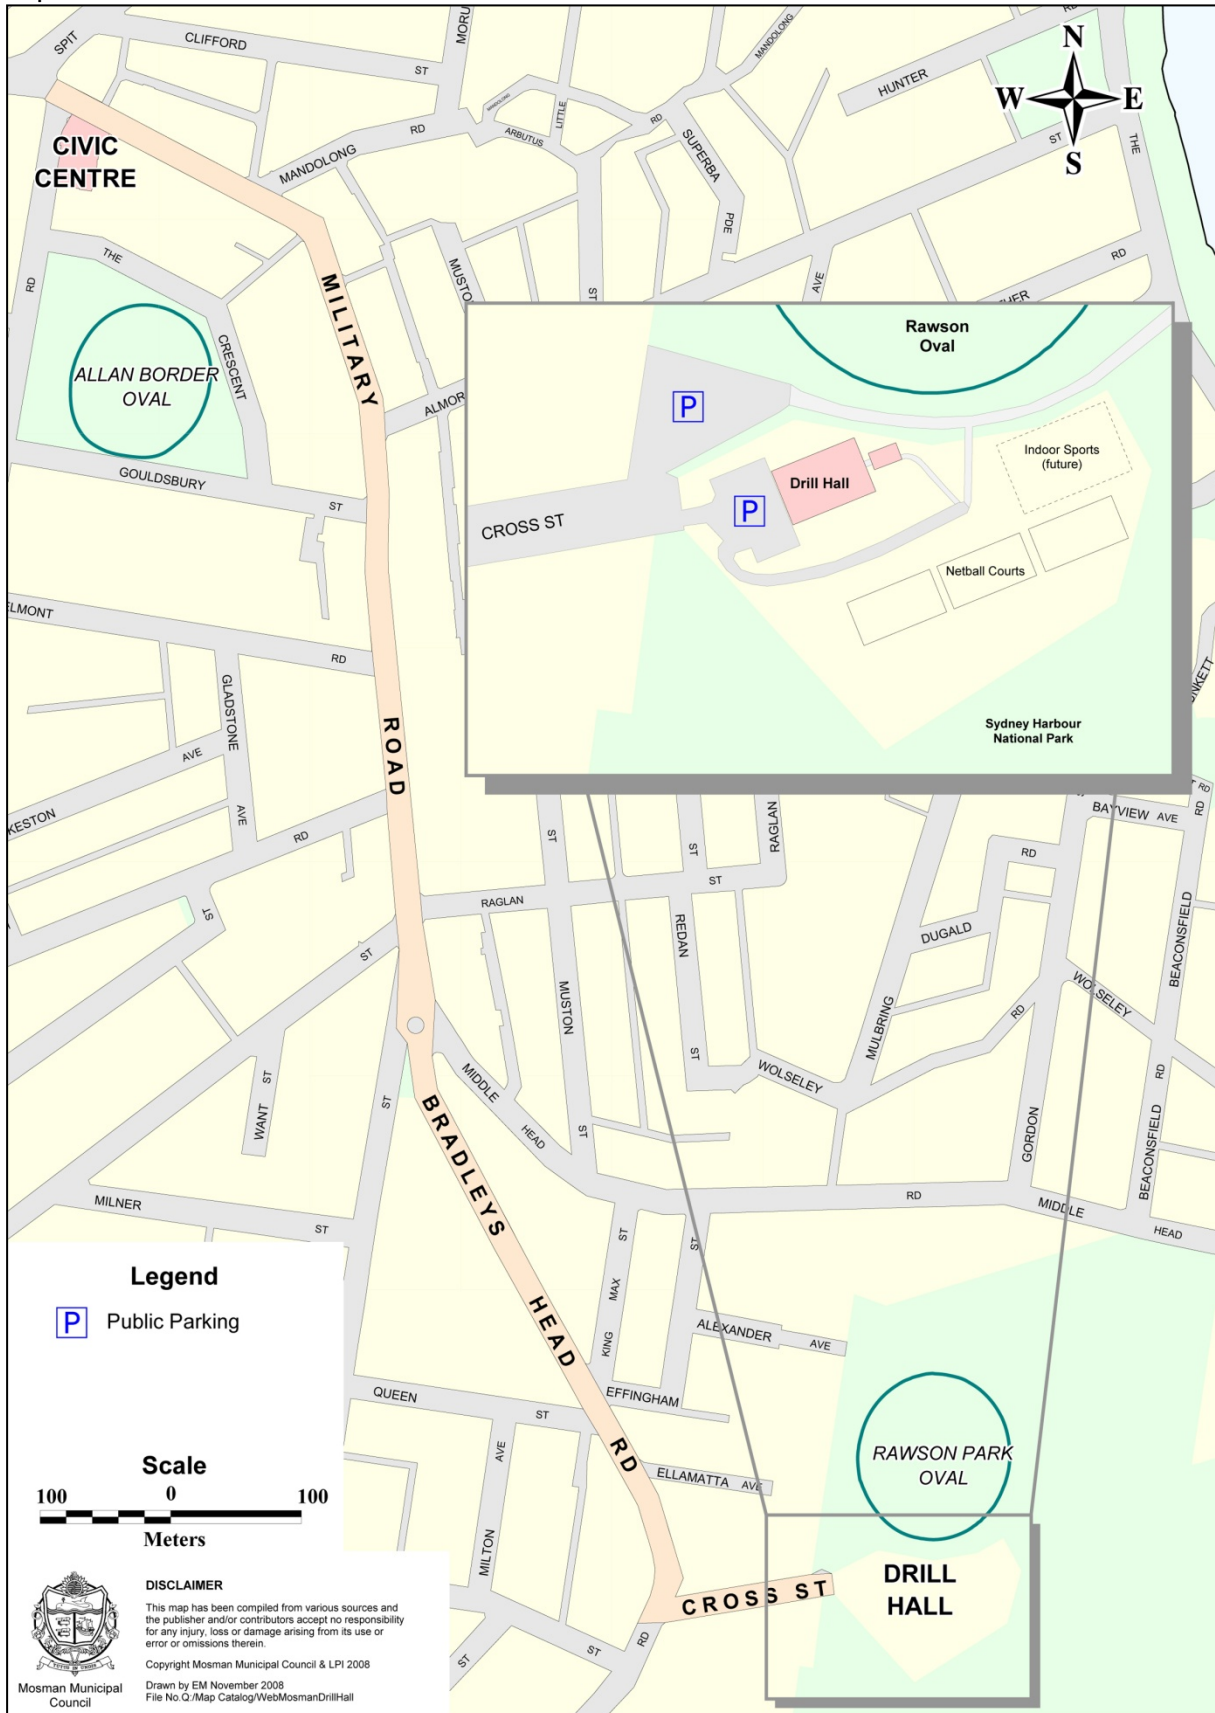 SPIT
CLIFFORD
ST
MORU
MANDOLONG
HUNTER
RD
N
W
E
S
CIVIC
CENTRE
MANDOLONG
RD
MANDOLONG
LITTLE
ARBUTUS
RD
SUPERBA
PDE
ST
THE
THE
RD
CRESCENT
MUSTO
ST
AVE
THER
RD
ALLAN BORDER
OVAL
MILITARY
ALMOR
GOULDSBURY
ST
Rawson
Oval
P
Indoor Sports
(future)
Drill Hall
P
CROSS ST
Netball Courts
Sydney Harbour
National Park
ELMONT
RD
GLADSTONE
AVE
AVE
KESTON
RD
ROAD
NKETT
RD
BAYVIEW AVE
RD
ST
ST
RAGLAN
RAGLAN
ST
ST
ST
REDAN
ST
MUSTON
ST
RD
DUGALD
MULBRING
RD
WOLSELEY
BEACONSFIELD
WOLSELEY
GORDON
RD
BEACONSFIELD
WANT ST
ST
MIDDLE
HEAD
RD
MIDDLE
HEAD
MILNER
ST
BRADLEYS
HEAD
RD
KING
MAX
ST
ST
ALEXANDER
AVE
EFFINGHAM
QUEEN
ST
ELLAMATTA AVE
MILTON
AVE
RAWSON PARK
OVAL
CROSS ST
DRILL
HALL
ST
ST
RD
Legend
P Public Parking
Scale
100 0 100
Meters
DISCLAIMER
This map has been compiled from various sources and
the publisher and/or contributors accept no responsibility
for any injury, loss or damage arising from its use or
error or omissions therein.
Copyright Mosman Municipal Council & LPI 2008
Drawn by EM November 2008
File No.Q:/Map Catalog/WebMosmanDrillHall
Mosman Municipal
Council